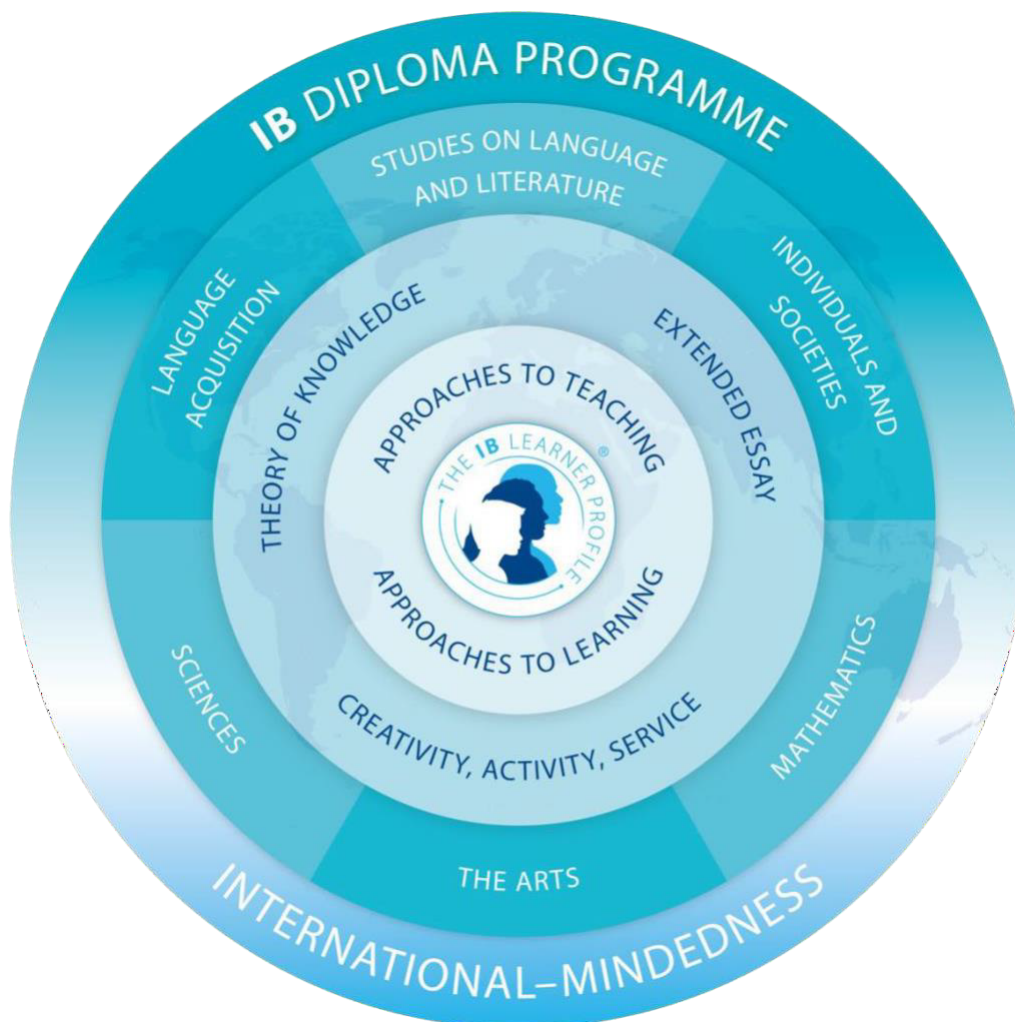 IB DIPLOMA PROGRAMME
STUDIES ON LANGUAGE
AND LITERATURE
LANGUAGE
ACQUISITION
INDIVIDUALS AND
SOCIETIES
THEORY OF KNOWLEDGE
EXTENDED ESSAY
APPROACHES TO TEACHING
THE IB LEARNER PROFILE®
APPROACHES TO LEARNING
CREATIVITY, ACTIVITY, SERVICE
SCIENCES
MATHEMATICS
THE ARTS
INTERNATIONAL–MINDEDNESS